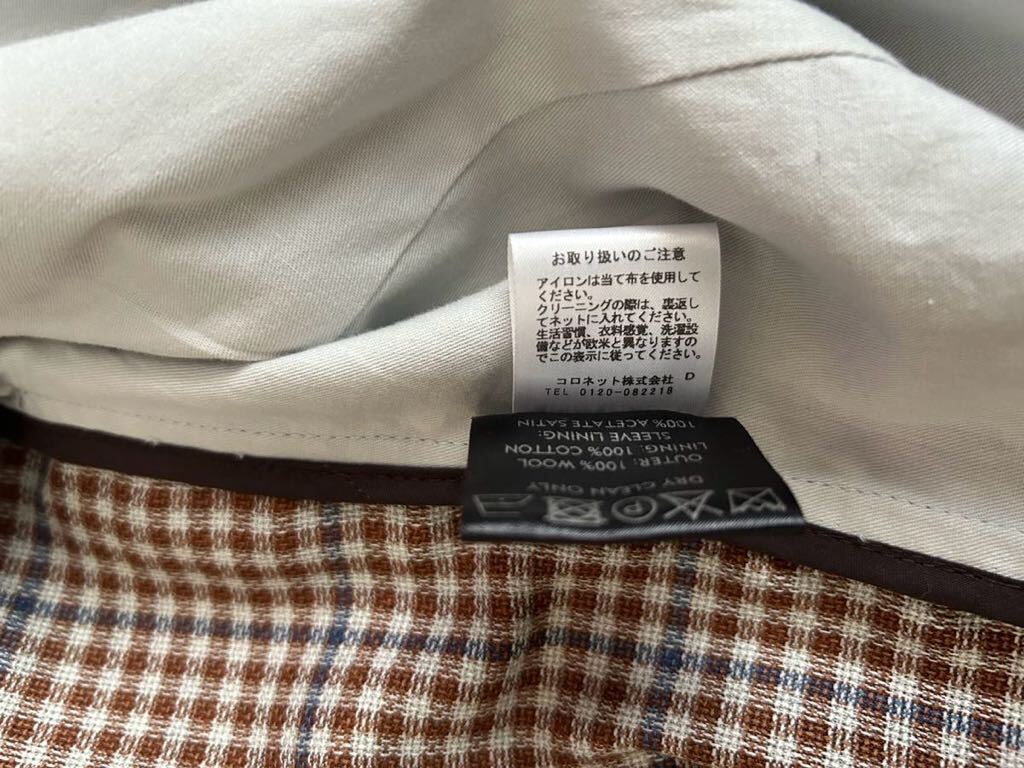 お取り扱いのご注意
アイロンは当て布を使用して
ください。
クリーニングの際は、裏返し
てネットに入れてください。
生活習慣、衣料感覚、洗濯設
備などが欧米と異なりますの
でこの表示に従ってください。
コロネット株式会社 D
TEL 0120-082218
DRY CLEAN ONLY
OUTER: 100% WOOL
LINING: 100% COTTON
SLEEVE LINING:
100% ACETATE SATIN